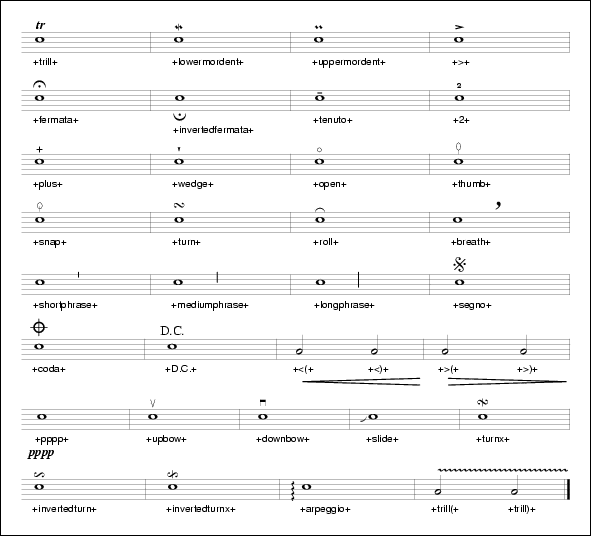 tr
+trill+ +lowermordent+ +uppermordent+ +>+
2
+fermata+ +invertedfermata+ +tenuto+ +2+
+
+plus+ +wedge+ +open+ +thumb+
+snap+ +turn+ +roll+ +breath+
+shortphrase+ +mediumphrase+ +longphrase+ +segno+
D.C.
+coda+ +D.C.+ +<(+ +<)+ +>(+ +>)+
+pppp+ +upbow+ +downbow+ +slide+ +turnx+
pppp
+invertedturn+ +invertedturnx+ +arpeggio+ +trill(+ +trill)+